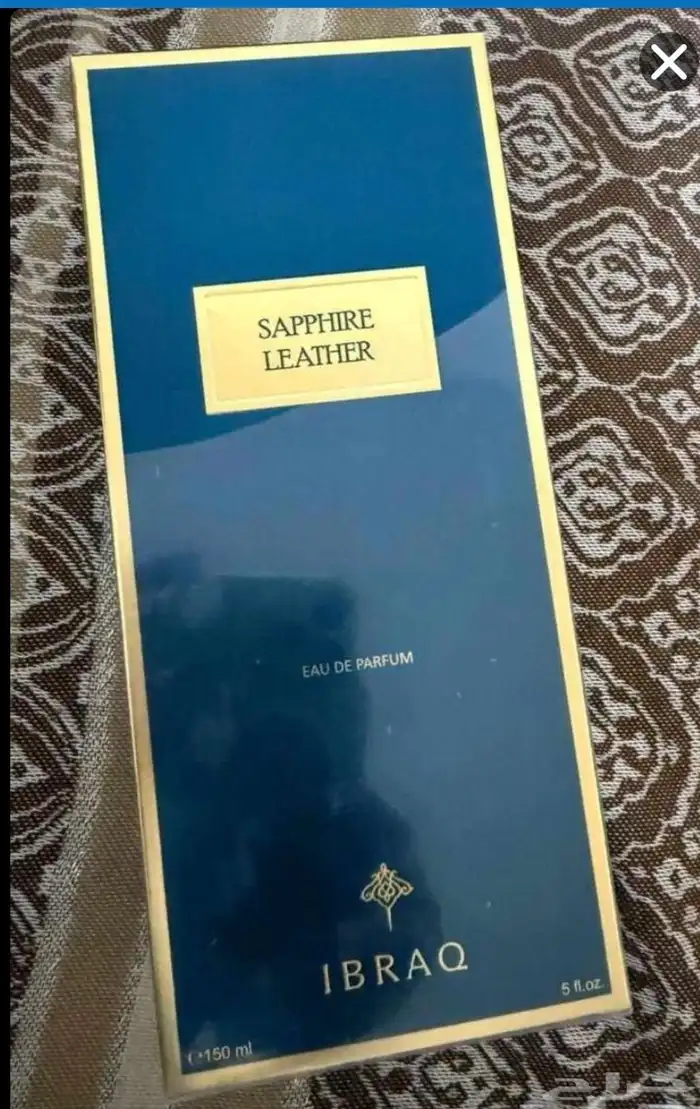 SAPPHIRE
LEATHER
EAU DE PARFUM
IBRAQ
5 fl.oz.
150 ml